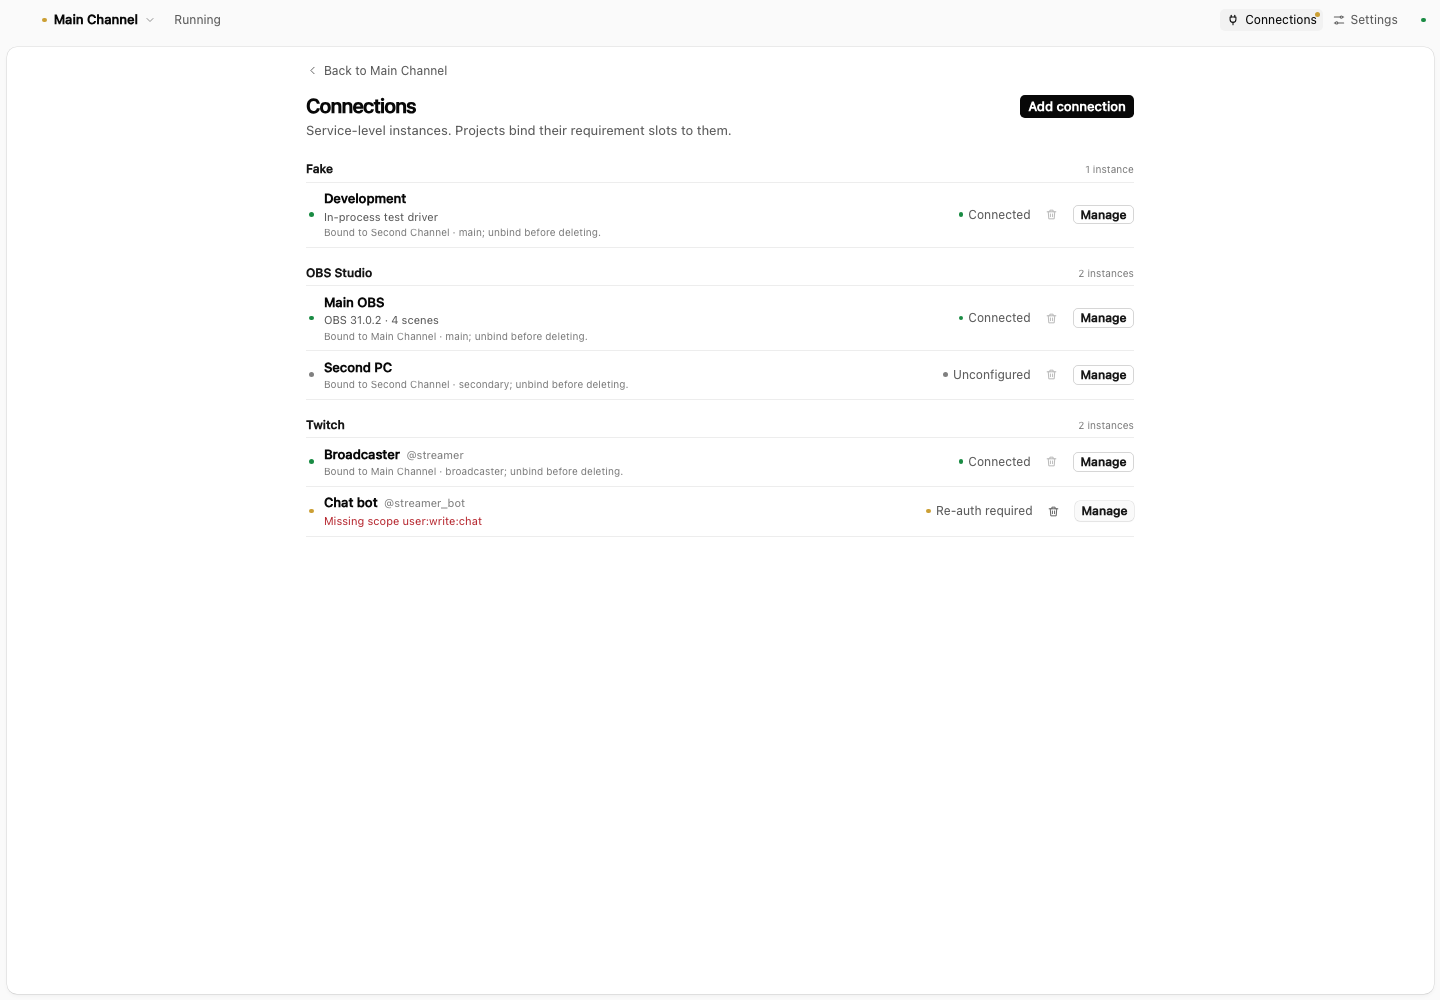 Main Channel
Running
Connections
Settings
Back to Main Channel
Connections
Add connection
Service-level instances. Projects bind their requirement slots to them.
Fake
1 instance
Development
In-process test driver
Bound to Second Channel · main; unbind before deleting.
Connected
Manage
OBS Studio
2 instances
Main OBS
OBS 31.0.2 · 4 scenes
Bound to Main Channel · main; unbind before deleting.
Connected
Manage
Second PC
Bound to Second Channel · secondary; unbind before deleting.
Unconfigured
Manage
Twitch
2 instances
Broadcaster @streamer
Bound to Main Channel · broadcaster; unbind before deleting.
Connected
Manage
Chat bot @streamer_bot
Missing scope user:write:chat
Re-auth required
Manage